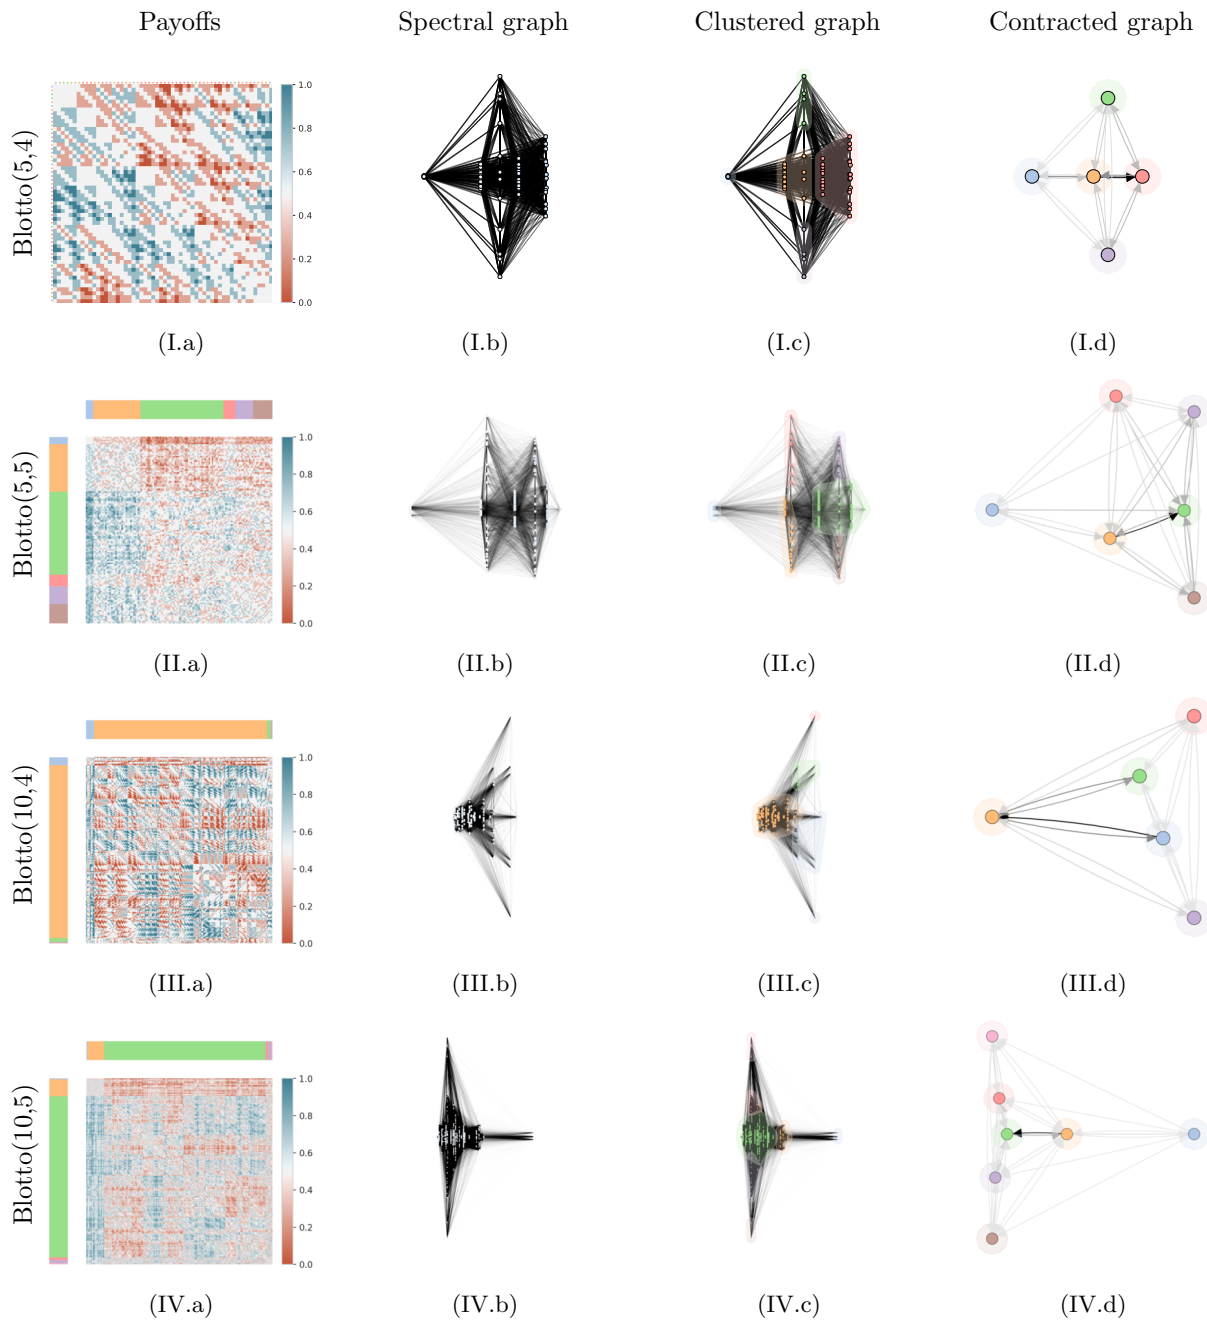 Payoffs Spectral graph Clustered graph Contracted graph
Blotto(5,4)
1.0
0.8
0.6
0.4
0.2
0.0
(I.a) (I.b) (I.c) (I.d)
Blotto(5,5)
1.0
0.8
0.6
0.4
0.2
0.0
(II.a) (II.b) (II.c) (II.d)
Blotto(10,4)
1.0
0.8
0.6
0.4
0.2
0.0
(III.a) (III.b) (III.c) (III.d)
Blotto(10,5)
1.0
0.8
0.6
0.4
0.2
0.0
(IV.a) (IV.b) (IV.c) (IV.d)